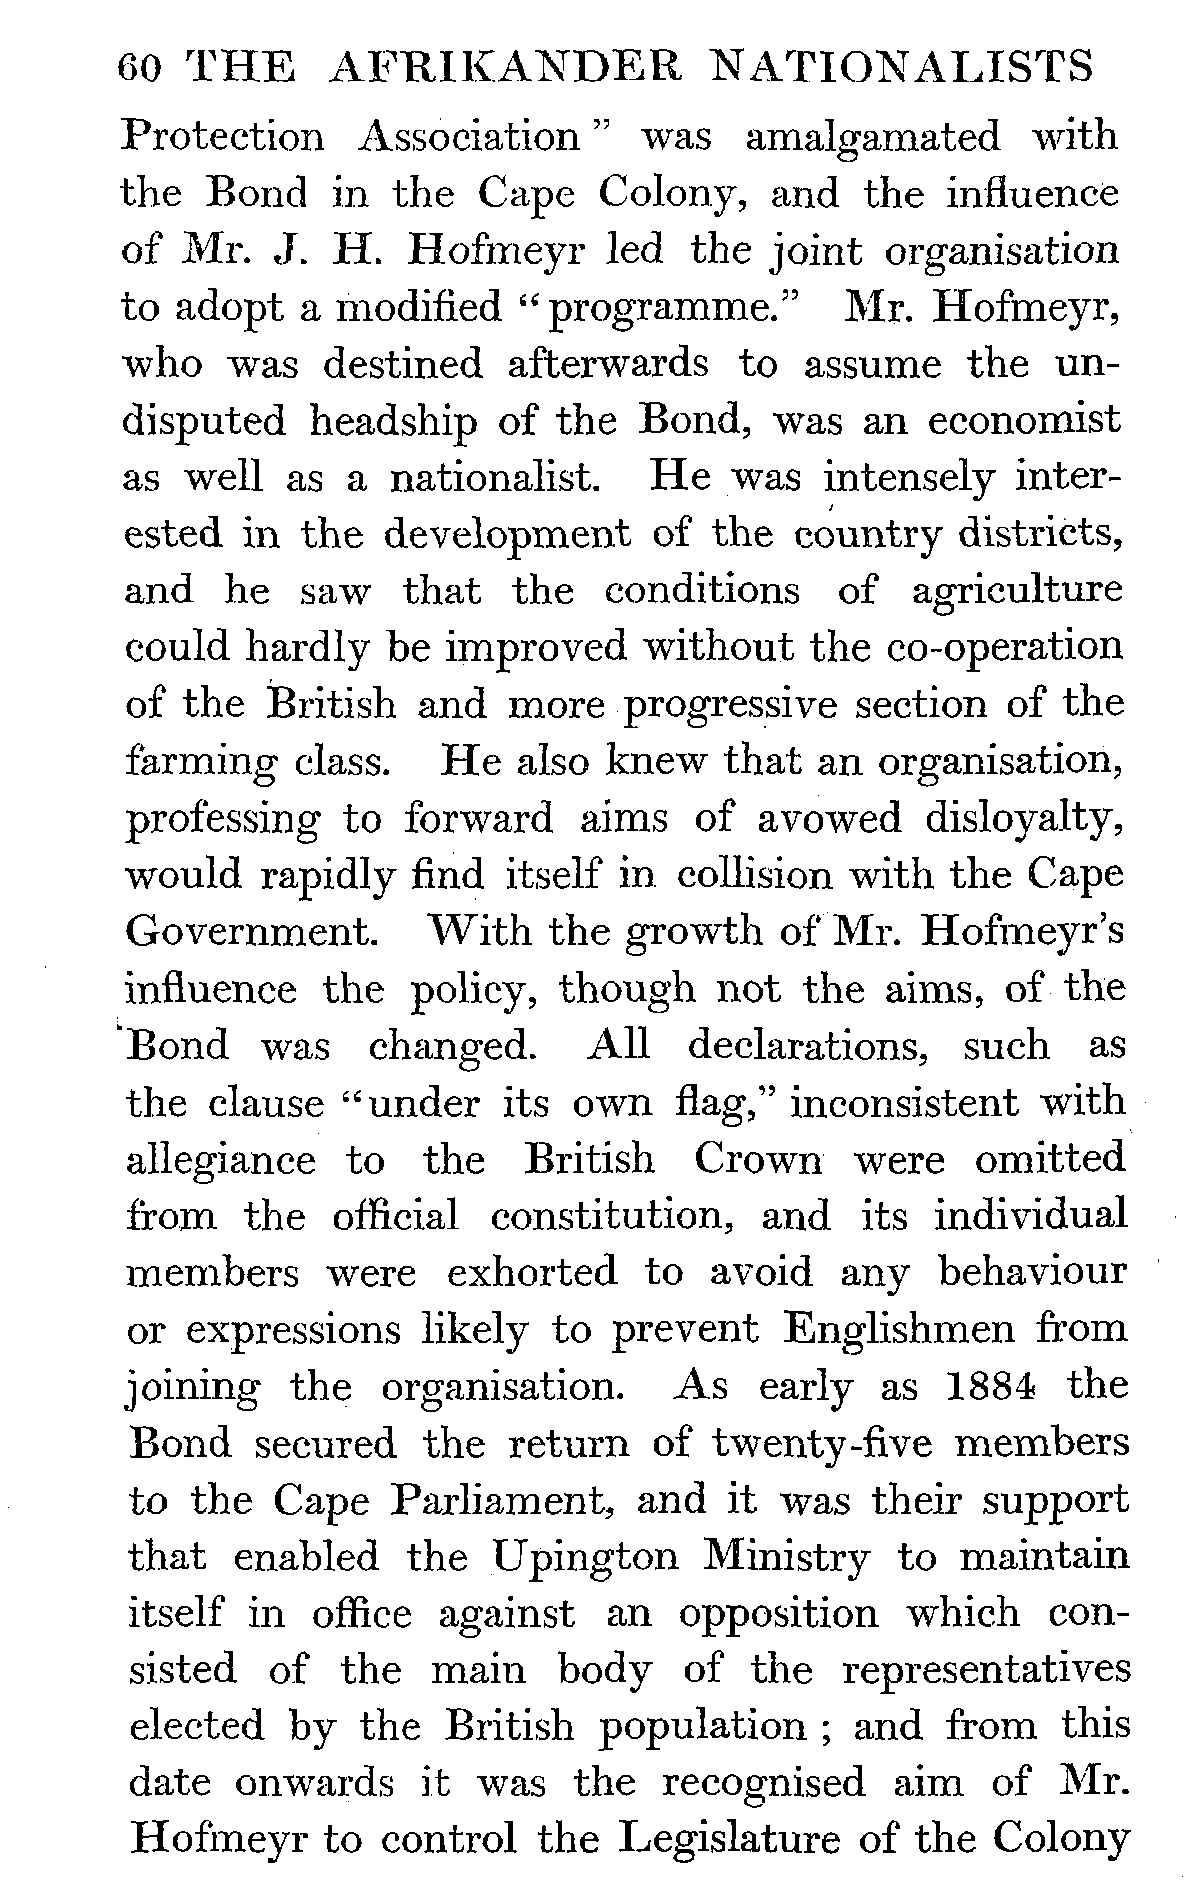 60 THE AFRIKANDER NATIONALISTS
Protection Association" was amalgamated with
the Bond in the Cape Colony, and the influence
of Mr. J. H. Hofmeyr led the joint organisation
to adopt a modified "programme." Mr. Hofmeyr,
who was destined afterwards to assume the un-
disputed headship of the Bond, was an economist
as well as a nationalist. He was intensely inter-
ested in the development of the country districts,
and he saw that the conditions of agriculture
could hardly be improved without the co-operation
of the British and more progressive section of the
farming class. He also knew that an organisation,
professing to forward aims of avowed disloyalty,
would rapidly find itself in collision with the Cape
Government. With the growth of Mr. Hofmeyr's
influence the policy, though not the aims, of the
Bond was changed. All declarations, such as
the clause "under its own flag," inconsistent with
allegiance to the British Crown were omitted
from the official constitution, and its individual
members were exhorted to avoid any behaviour
or expressions likely to prevent Englishmen from
joining the organisation. As early as 1884 the
Bond secured the return of twenty-five members
to the Cape Parliament, and it was their support
that enabled the Upington Ministry to maintain
itself in office against an opposition which con-
sisted of the main body of the representatives
elected by the British population ; and from this
date onwards it was the recognised aim of Mr.
Hofmeyr to control the Legislature of the Colony